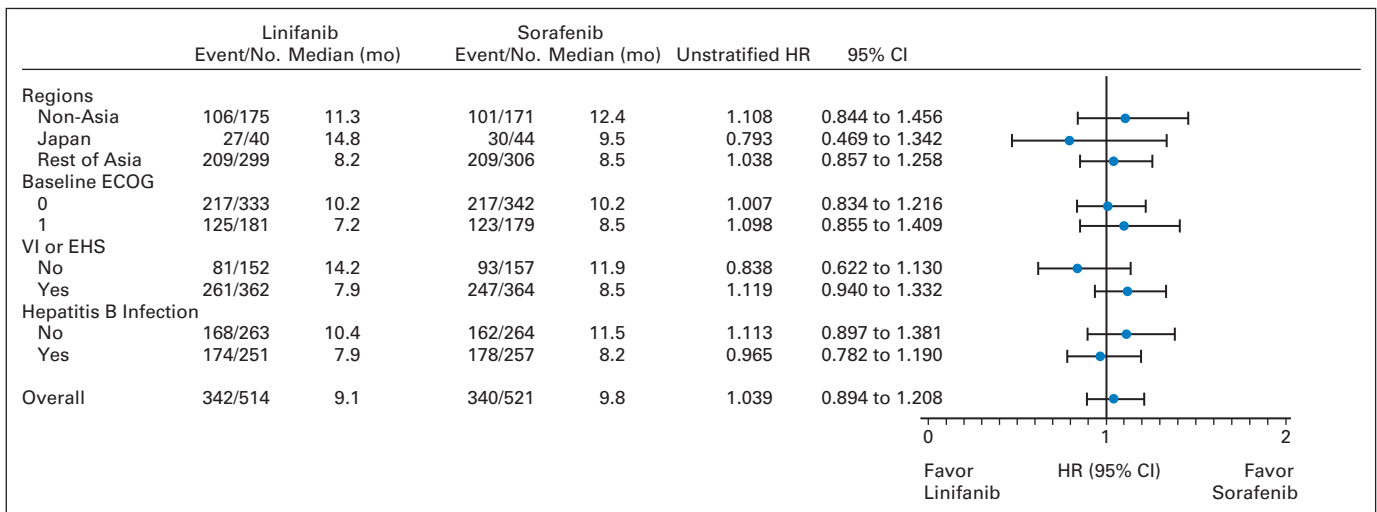 Linifanib Sorafenib
Event/No. Median (mo) Event/No. Median (mo) Unstratified HR 95% CI
Regions
Non-Asia 106/175 11.3 101/171 12.4 1.108 0.844 to 1.456
Japan 27/40 14.8 30/44 9.5 0.793 0.469 to 1.342
Rest of Asia 209/299 8.2 209/306 8.5 1.038 0.857 to 1.258
Baseline ECOG
0 217/333 10.2 217/342 10.2 1.007 0.834 to 1.216
1 125/181 7.2 123/179 8.5 1.098 0.855 to 1.409
VI or EHS
No 81/152 14.2 93/157 11.9 0.838 0.622 to 1.130
Yes 261/362 7.9 247/364 8.5 1.119 0.940 to 1.332
Hepatitis B Infection
No 168/263 10.4 162/264 11.5 1.113 0.897 to 1.381
Yes 174/251 7.9 178/257 8.2 0.965 0.782 to 1.190
Overall 342/514 9.1 340/521 9.8 1.039 0.894 to 1.208
0 1 2
Favor HR (95% CI) Favor
Linifanib Sorafenib